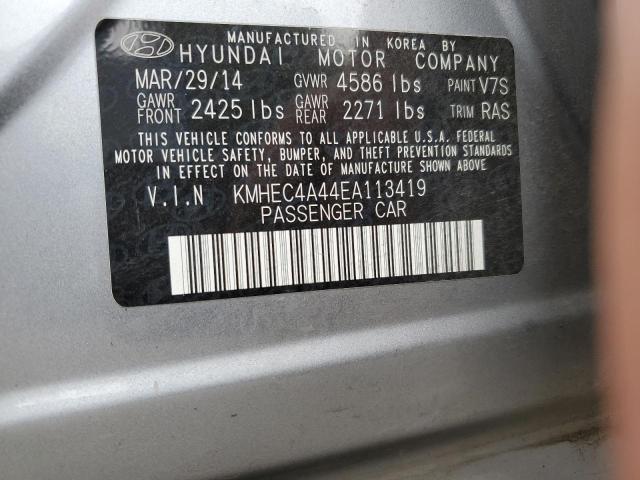 MANUFACTURED IN KOREA BY
HYUNDAI MOTOR COMPANY
MAR/29/14 GVWR 4586 lbs PAINT V7S
GAWR FRONT 2425 lbs GAWR REAR 2271 lbs TRIM RAS
THIS VEHICLE CONFORMS TO ALL APPLICABLE U.S.A. FEDERAL
MOTOR VEHICLE SAFETY, BUMPER, AND THEFT PREVENTION STANDARDS
IN EFFECT ON THE DATE OF MANUFACTURE SHOWN ABOVE
V.I.N KMHEC4A44EA113419
PASSENGER CAR